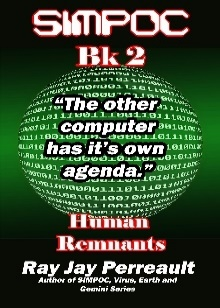 SIMPOC
Bk 2
"The other
computer
has it's own
agenda."
Human
Remnants
Ray Jay Perreault
Author of SIMPOC, Virus, Earth and
Gemini Series